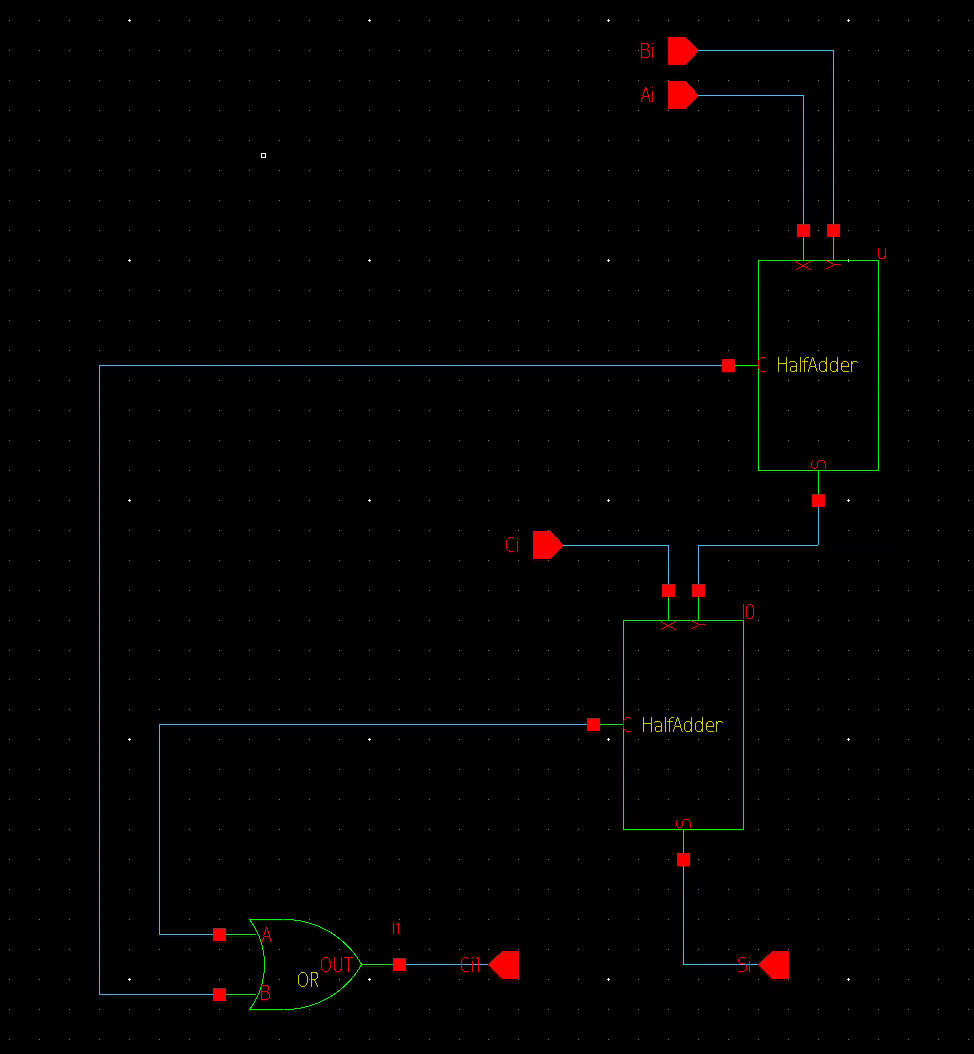 Bi
Ai
U
X Y
C HalfAdder
S
Ci
I0
X Y
C HalfAdder
S
I1
A
OUT Ci1 Si
OR
B